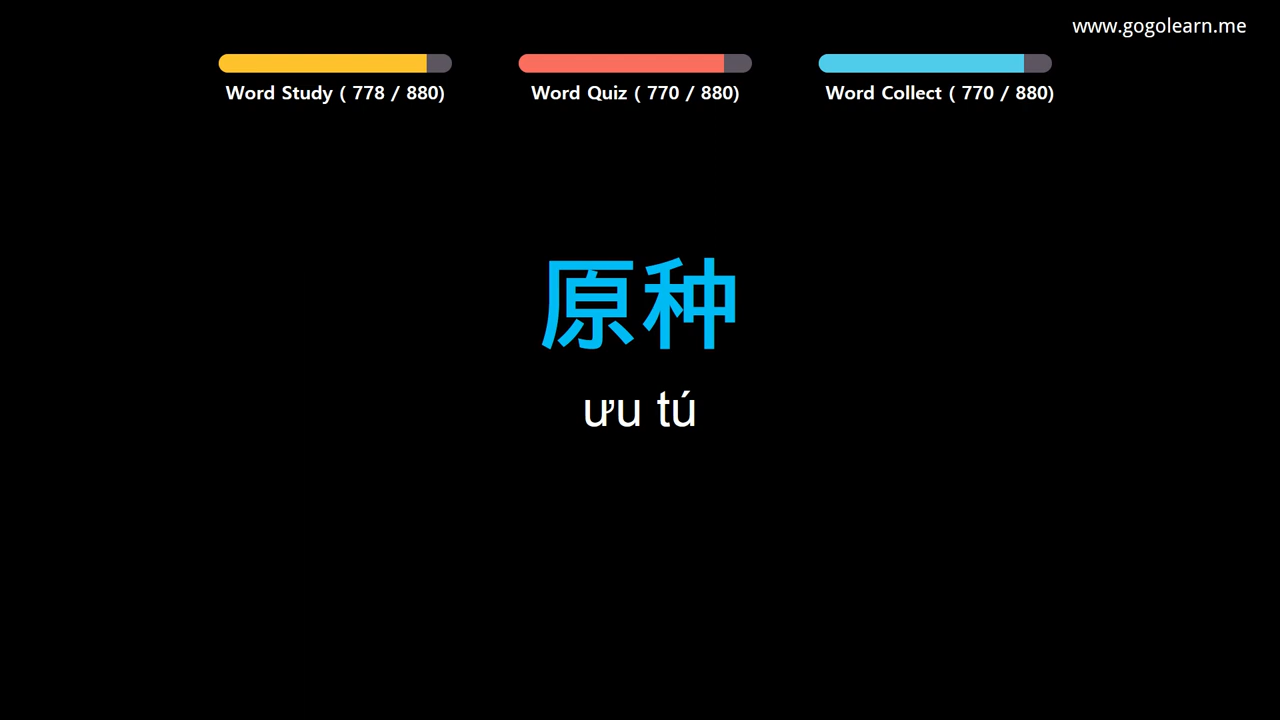 www.gogolearn.me
Word Study ( 778 / 880)
Word Quiz ( 770 / 880)
Word Collect ( 770 / 880)
原种
ưu tú